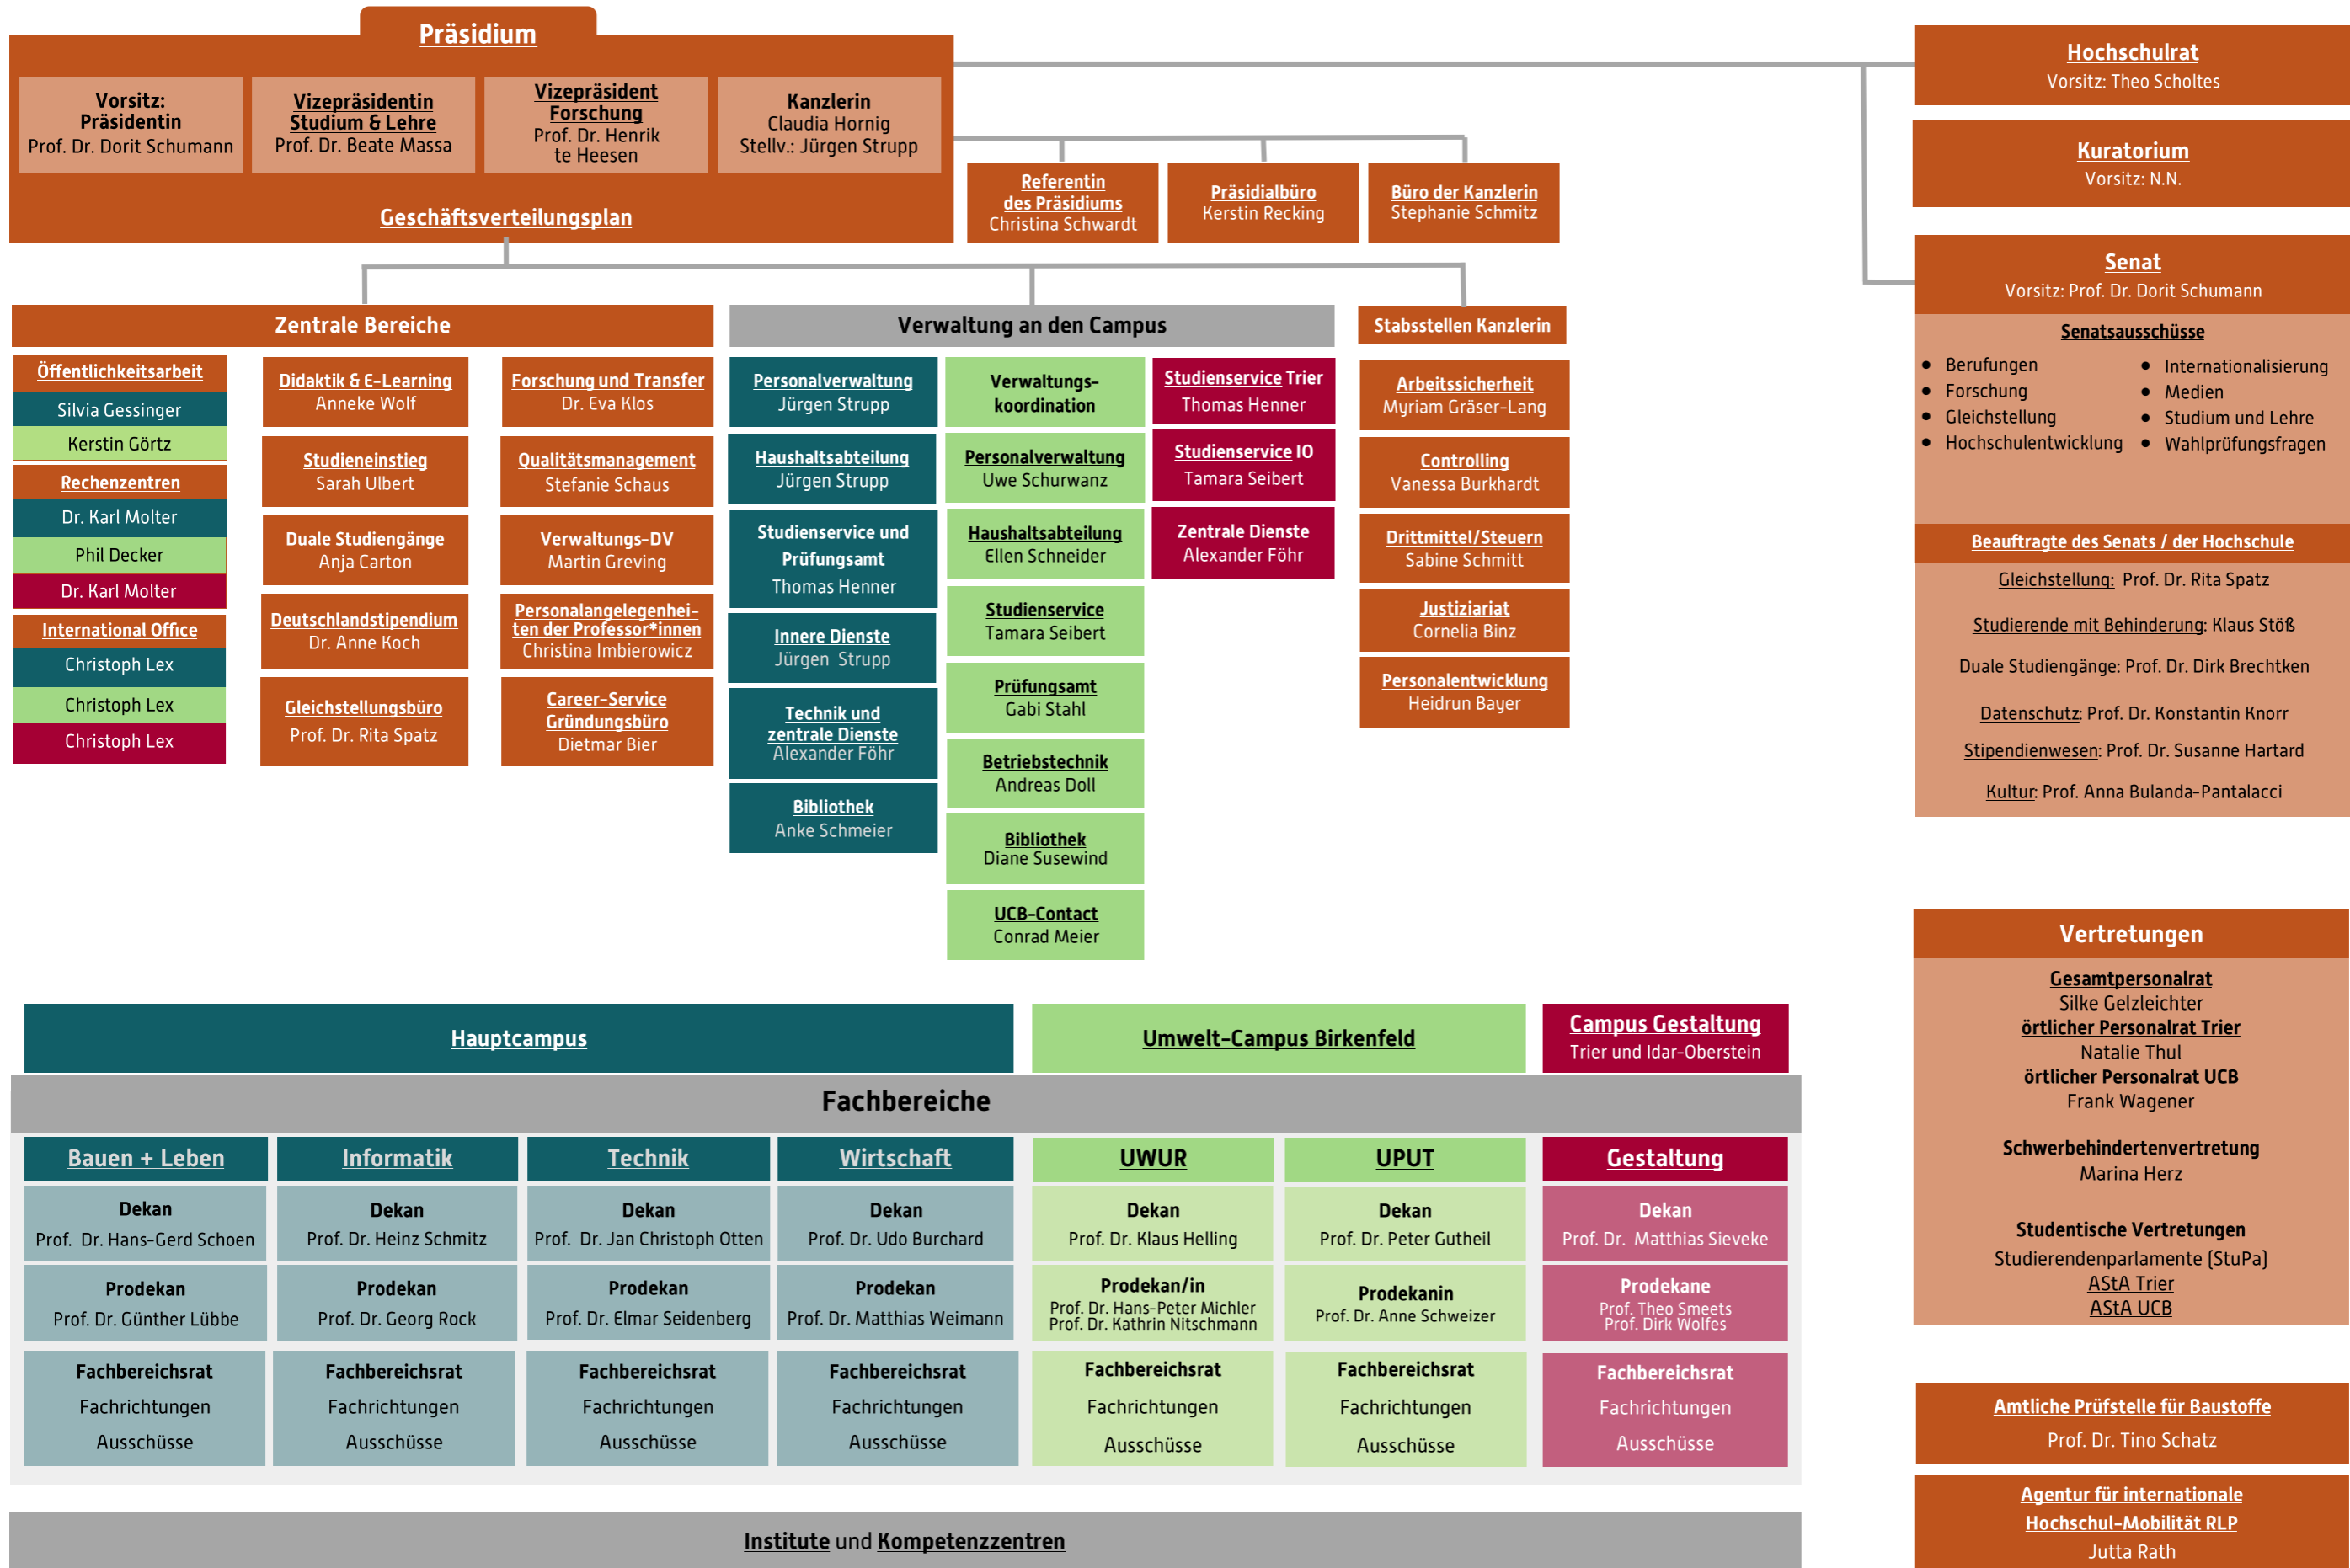 Präsidium
Vorsitz:
Präsidentin
Prof. Dr. Dorit Schumann
Vizepräsidentin
Studium & Lehre
Prof. Dr. Beate Massa
Vizepräsident
Forschung
Prof. Dr. Henrik
te Heesen
Kanzlerin
Claudia Hornig
Stellv.: Jürgen Strupp
Geschäftsverteilungsplan
Referentin
des Präsidiums
Christina Schwardt
Präsidialbüro
Kerstin Recking
Büro der Kanzlerin
Stephanie Schmitz
Hochschulrat
Vorsitz: Theo Scholtes
Kuratorium
Vorsitz: N.N.
Senat
Vorsitz: Prof. Dr. Dorit Schumann
Senatsausschüsse
• Berufungen
• Forschung
• Gleichstellung
• Hochschulentwicklung
• Internationalisierung
• Medien
• Studium und Lehre
• Wahlprüfungsfragen
Beauftragte des Senats / der Hochschule
Gleichstellung: Prof. Dr. Rita Spatz
Studierende mit Behinderung: Klaus Stöß
Duale Studiengänge: Prof. Dr. Dirk Brechtken
Datenschutz: Prof. Dr. Konstantin Knorr
Stipendienwesen: Prof. Dr. Susanne Hartard
Kultur: Prof. Anna Bulanda-Pantalacci
Zentrale Bereiche
Öffentlichkeitsarbeit
Silvia Gessinger
Kerstin Görtz
Rechenzentren
Dr. Karl Molter
Phil Decker
Dr. Karl Molter
International Office
Christoph Lex
Christoph Lex
Christoph Lex
Didaktik & E-Learning
Anneke Wolf
Studieneinstieg
Sarah Ulbert
Duale Studiengänge
Anja Carton
Deutschlandstipendium
Dr. Anne Koch
Gleichstellungsbüro
Prof. Dr. Rita Spatz
Forschung und Transfer
Dr. Eva Klos
Qualitätsmanagement
Stefanie Schaus
Verwaltungs-DV
Martin Greving
Personalangelegenhei-
ten der Professor*innen
Christina Imbierowicz
Career-Service
Gründungsbüro
Dietmar Bier
Verwaltung an den Campus
Personalverwaltung
Jürgen Strupp
Haushaltsabteilung
Jürgen Strupp
Studienservice und
Prüfungsamt
Thomas Henner
Innere Dienste
Jürgen Strupp
Technik und
zentrale Dienste
Alexander Föhr
Bibliothek
Anke Schmeier
Verwaltungs-
koordination
Personalverwaltung
Uwe Schurwanz
Haushaltsabteilung
Ellen Schneider
Studienservice
Tamara Seibert
Prüfungsamt
Gabi Stahl
Betriebstechnik
Andreas Doll
Bibliothek
Diane Susewind
UCB-Contact
Conrad Meier
Studienservice Trier
Thomas Henner
Studienservice IO
Tamara Seibert
Zentrale Dienste
Alexander Föhr
Stabsstellen Kanzlerin
Arbeitssicherheit
Myriam Gräser-Lang
Controlling
Vanessa Burkhardt
Drittmittel/Steuern
Sabine Schmitt
Justiziariat
Cornelia Binz
Personalentwicklung
Heidrun Bayer
Vertretungen
Gesamtpersonalrat
Silke Gelzleichter
örtlicher Personalrat Trier
Natalie Thul
örtlicher Personalrat UCB
Frank Wagener
Schwerbehindertenvertretung
Marina Herz
Studentische Vertretungen
Studierendenparlamente (StuPa)
AStA Trier
AStA UCB
Hauptcampus
Umwelt-Campus Birkenfeld
Campus Gestaltung
Trier und Idar-Oberstein
Fachbereiche
Bauen + Leben
Dekan
Prof. Dr. Hans-Gerd Schoen
Prodekan
Prof. Dr. Günther Lübbe
Fachbereichsrat
Fachrichtungen
Ausschüsse
Informatik
Dekan
Prof. Dr. Heinz Schmitz
Prodekan
Prof. Dr. Georg Rock
Fachbereichsrat
Fachrichtungen
Ausschüsse
Technik
Dekan
Prof. Dr. Jan Christoph Otten
Prodekan
Prof. Dr. Elmar Seidenberg
Fachbereichsrat
Fachrichtungen
Ausschüsse
Wirtschaft
Dekan
Prof. Dr. Udo Burchard
Prodekan
Prof. Dr. Matthias Weimann
Fachbereichsrat
Fachrichtungen
Ausschüsse
UWUR
Dekan
Prof. Dr. Klaus Helling
Prodekan/in
Prof. Dr. Hans-Peter Michler
Prof. Dr. Kathrin Nitschmann
Fachbereichsrat
Fachrichtungen
Ausschüsse
UPUT
Dekan
Prof. Dr. Peter Gutheil
Prodekanin
Prof. Dr. Anne Schweizer
Fachbereichsrat
Fachrichtungen
Ausschüsse
Gestaltung
Dekan
Prof. Dr. Matthias Sieveke
Prodekane
Prof. Theo Smeets
Prof. Dirk Wolfes
Fachbereichsrat
Fachrichtungen
Ausschüsse
Amtliche Prüfstelle für Baustoffe
Prof. Dr. Tino Schatz
Agentur für internationale
Hochschul-Mobilität RLP
Jutta Rath
Institute und Kompetenzzentren